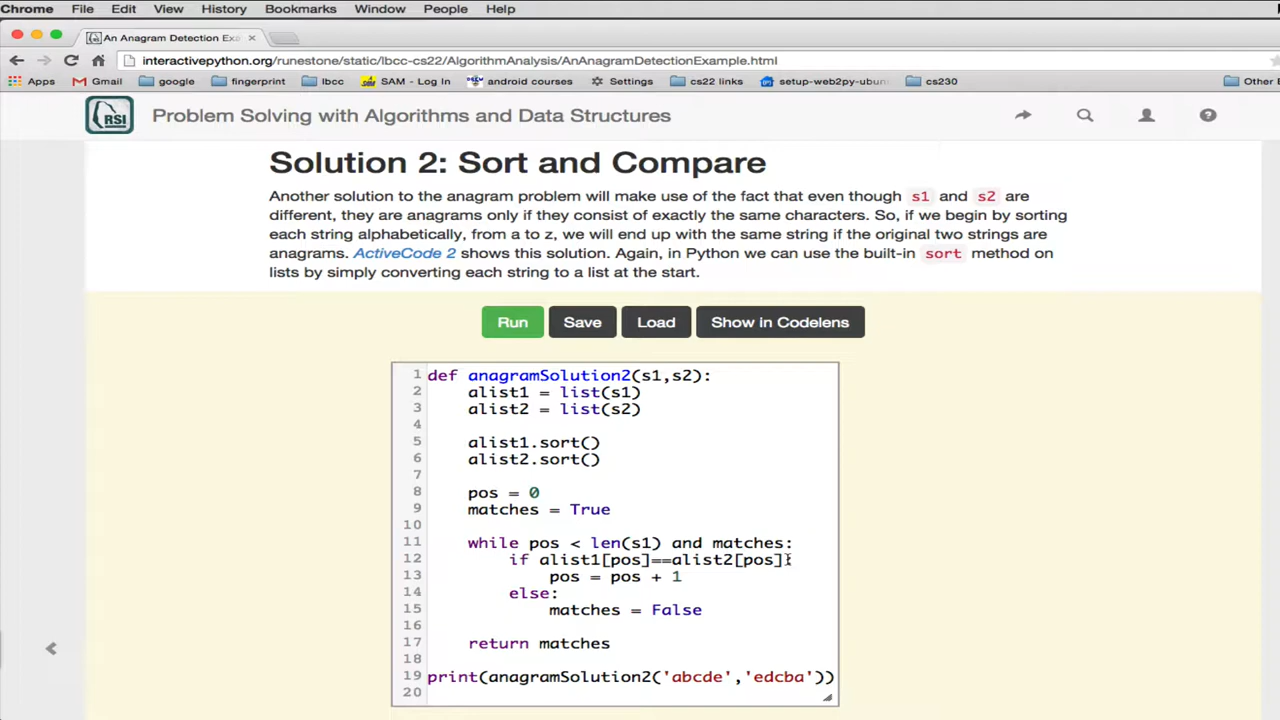 Chrome File Edit View History Bookmarks Window People Help
An Anagram Detection Exa
interactivepython.org/runestone/static/lbcc-cs22/AlgorithmAnalysis/AnAnagramDetectionExample.html
Apps Gmail google fingerprint lbcc SAM - Log In android courses Settings cs22 links setup-web2py-ubun cs230 Other B
RSI Problem Solving with Algorithms and Data Structures
Solution 2: Sort and Compare
Another solution to the anagram problem will make use of the fact that even though s1 and s2 are
different, they are anagrams only if they consist of exactly the same characters. So, if we begin by sorting
each string alphabetically, from a to z, we will end up with the same string if the original two strings are
anagrams. ActiveCode 2 shows this solution. Again, in Python we can use the built-in sort method on
lists by simply converting each string to a list at the start.
Run Save Load Show in Codelens
1 def anagramSolution2(s1,s2):
2 alist1 = list(s1)
3 alist2 = list(s2)
4
5 alist1.sort()
6 alist2.sort()
7
8 pos = 0
9 matches = True
10
11 while pos < len(s1) and matches:
12 if alist1[pos]==alist2[pos]:
13 pos = pos + 1
14 else:
15 matches = False
16
17 return matches
18
19 print(anagramSolution2('abcde','edcba'))
20